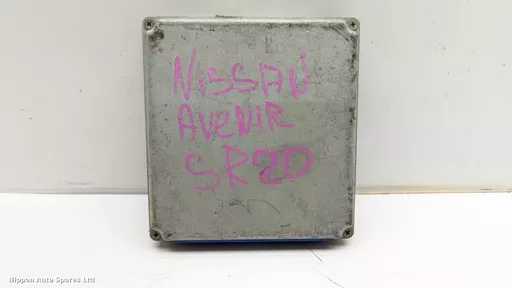 NISSAN
AVENIR
SR20
Nippon Auto Spares Ltd